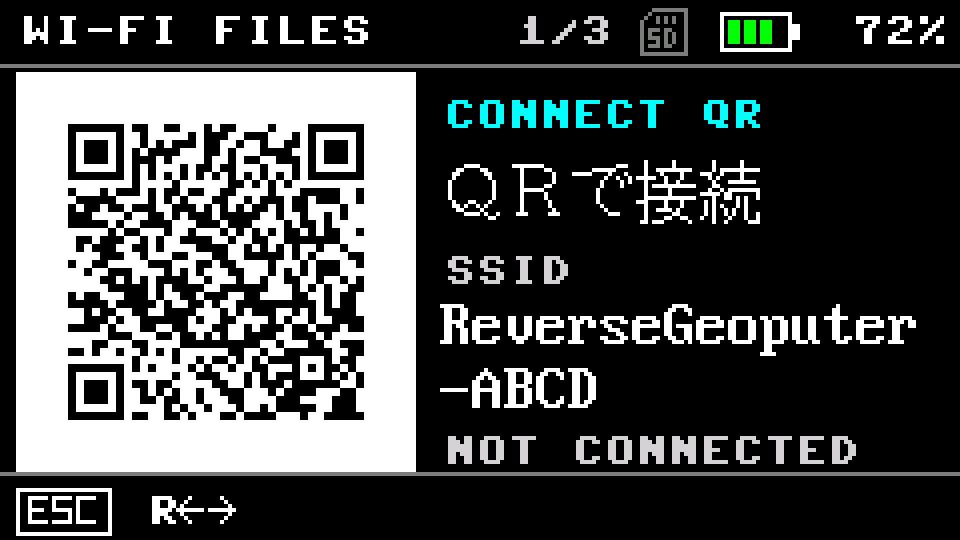 WI-FI FILES 1/3 SD 72%
CONNECT QR
QRで接続
SSID
ReverseGeoputer
-ABCD
NOT CONNECTED
ESC R←→